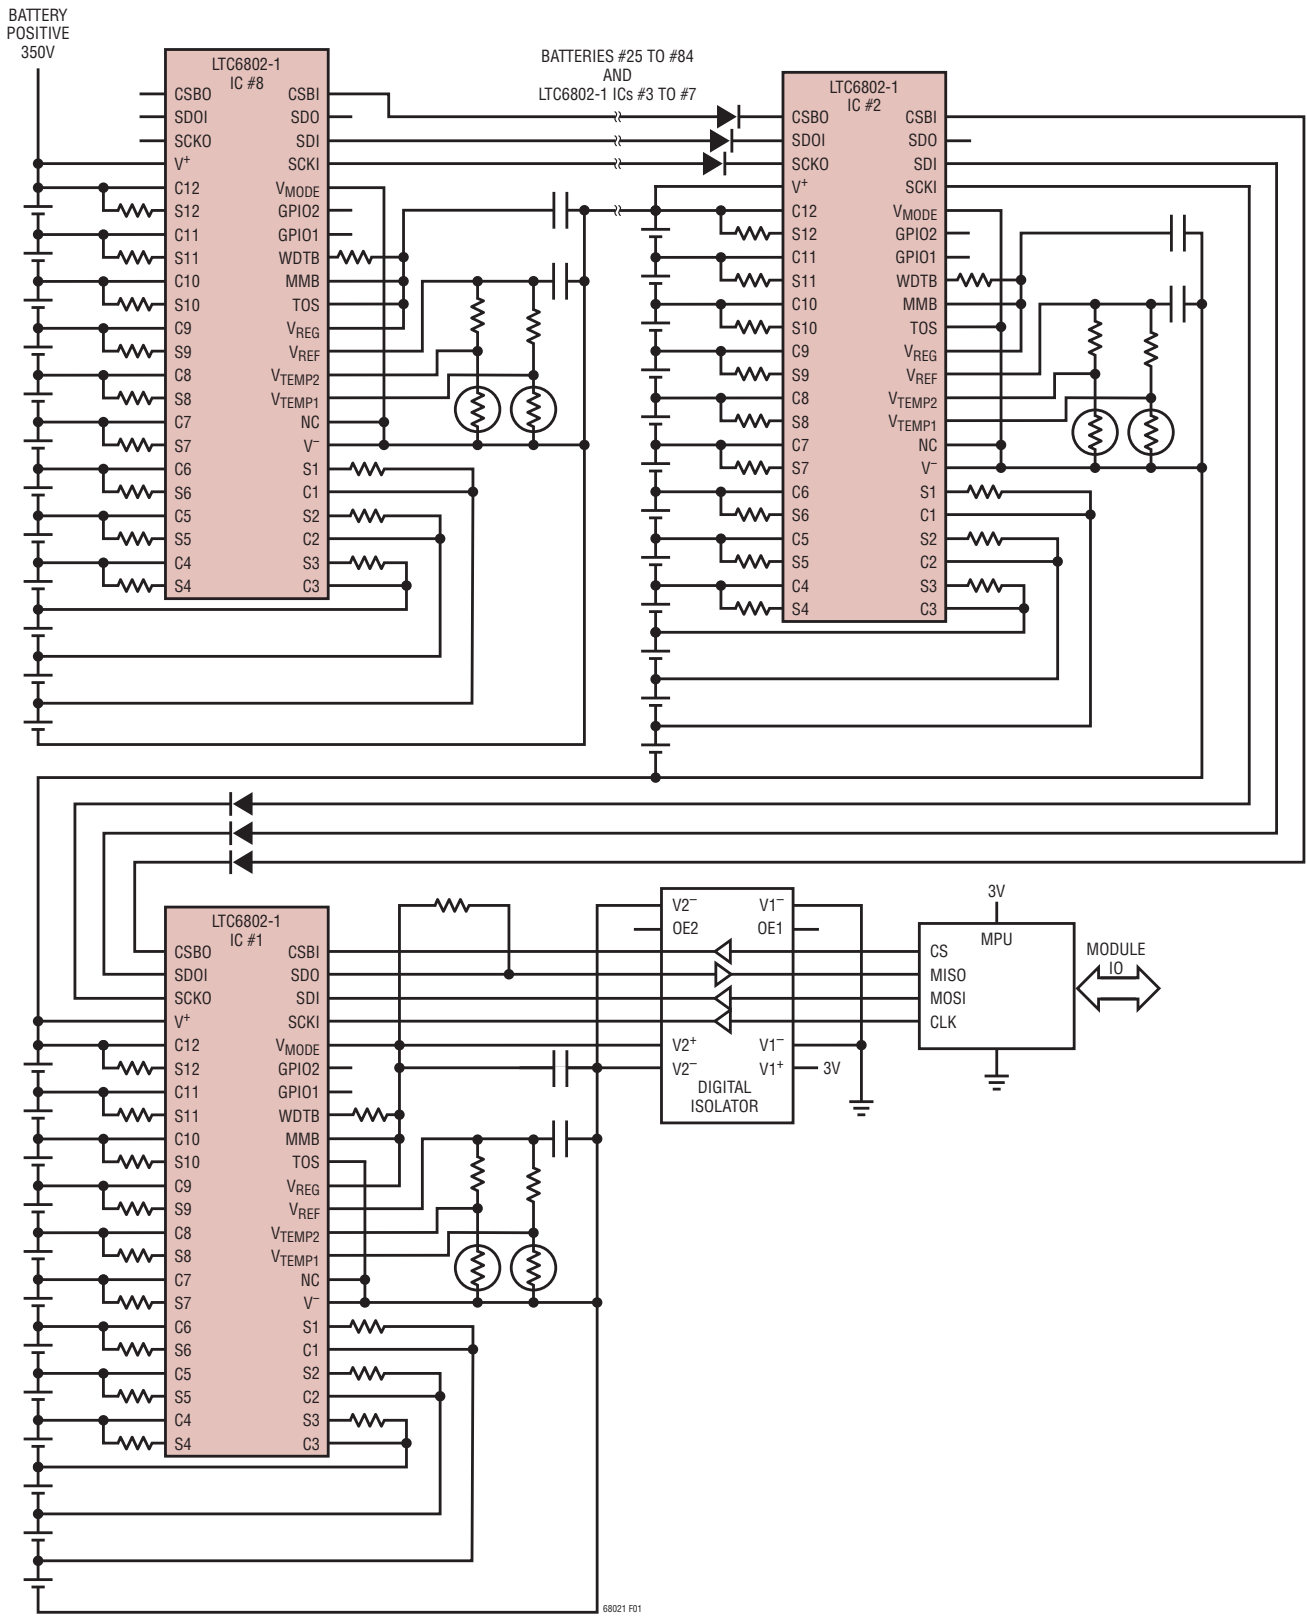 BATTERY
POSITIVE
350V
LTC6802-1
IC #8
CSBO
SDOI
SCKO
V+
C12
S12
C11
S11
C10
S10
C9
S9
C8
S8
C7
S7
C6
S6
C5
S5
C4
S4
CSBI
SDO
SDI
SCKI
VMODE
GPIO2
GPIO1
WDTB
MMB
TOS
VREG
VREF
VTEMP2
VTEMP1
NC
V−
S1
C1
S2
C2
S3
C3
BATTERIES #25 TO #84
AND
LTC6802-1 ICs #3 TO #7
LTC6802-1
IC #2
CSBO
SDOI
SCKO
V+
C12
S12
C11
S11
C10
S10
C9
S9
C8
S8
C7
S7
C6
S6
C5
S5
C4
S4
CSBI
SDO
SDI
SCKI
VMODE
GPIO2
GPIO1
WDTB
MMB
TOS
VREG
VREF
VTEMP2
VTEMP1
NC
V−
S1
C1
S2
C2
S3
C3
LTC6802-1
IC #1
CSBO
SDOI
SCKO
V+
C12
S12
C11
S11
C10
S10
C9
S9
C8
S8
C7
S7
C6
S6
C5
S5
C4
S4
CSBI
SDO
SDI
SCKI
VMODE
GPIO2
GPIO1
WDTB
MMB
TOS
VREG
VREF
VTEMP2
VTEMP1
NC
V−
S1
C1
S2
C2
S3
C3
V2−
OE2
V2+
V2−
V1−
OE1
V1−
V1+
3V
DIGITAL
ISOLATOR
3V
MPU
CS
MISO
MOSI
CLK
MODULE
IO
68021 F01